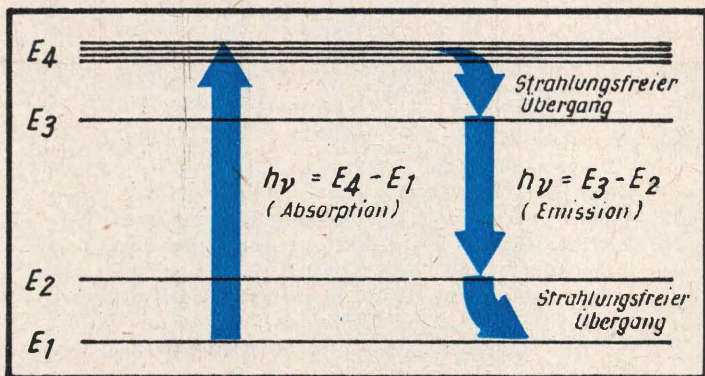 E4
Strahlungsfreier
Übergang
E3
hν = E4 - E1
(Absorption)
hν = E3 - E2
(Emission)
E2
Strahlungsfreier
Übergang
E1